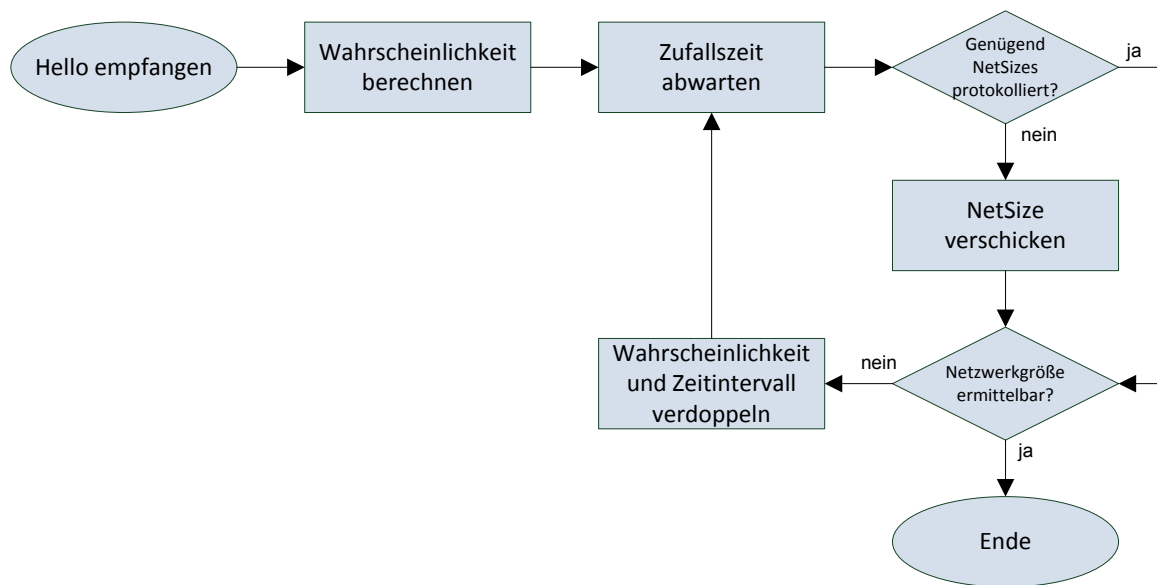 Hello empfangen
Wahrscheinlichkeit
berechnen
Zufallszeit
abwarten
Genügend
NetSizes
protokolliert?
ja
nein
NetSize
verschicken
Netzwerkgröße
ermittelbar?
nein
Wahrscheinlichkeit
und Zeitintervall
verdoppeln
ja
Ende